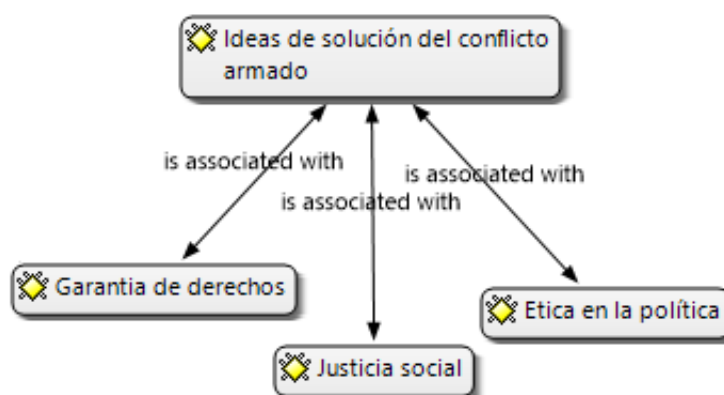 Ideas de solución del conflicto
armado
is associated with
is associated with
is associated with
Garantia de derechos
Etica en la política
Justicia social